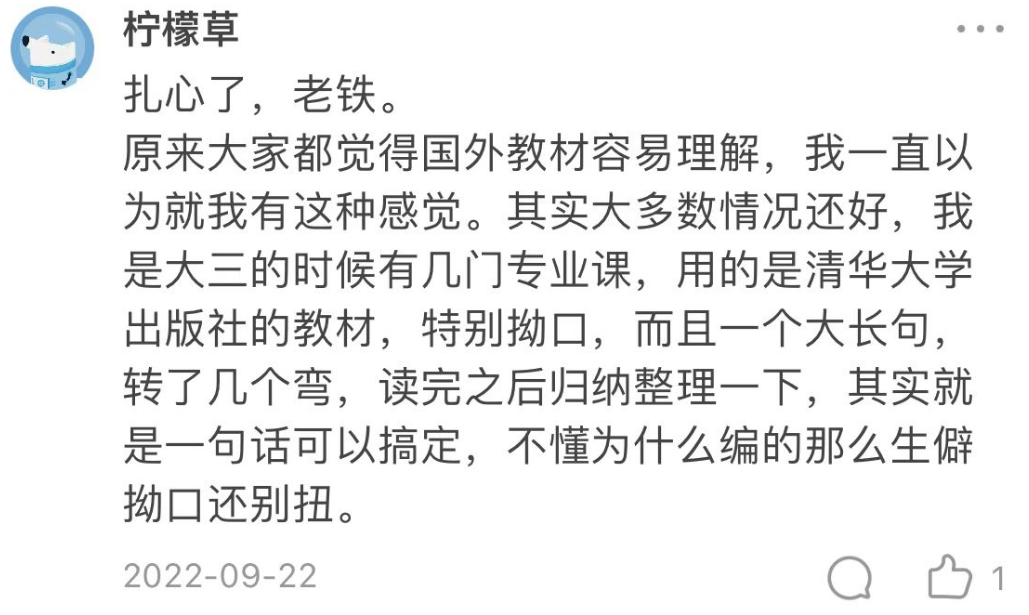 柠檬草
扎心了，老铁。
原来大家都觉得国外教材容易理解，我一直以
为就我有这种感觉。其实大多数情况还好，我
是大三的时候有几门专业课，用的是清华大学
出版社的教材，特别拗口，而且一个大长句，
转了几个弯，读完之后归纳整理一下，其实就
是一句话可以搞定，不懂为什么编的那么生僻
拗口还别扭。
2022-09-22
1